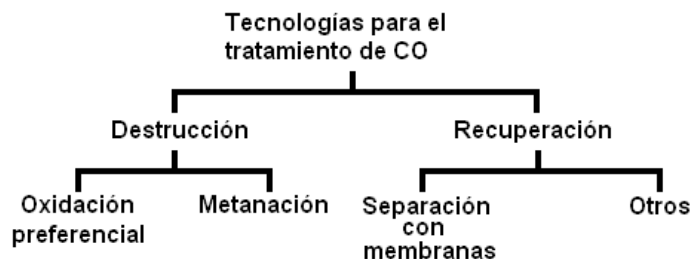 Tecnologías para el
tratamiento de CO
Destrucción
Recuperación
Oxidación
preferencial
Metanación
Separación
con
membranas
Otros